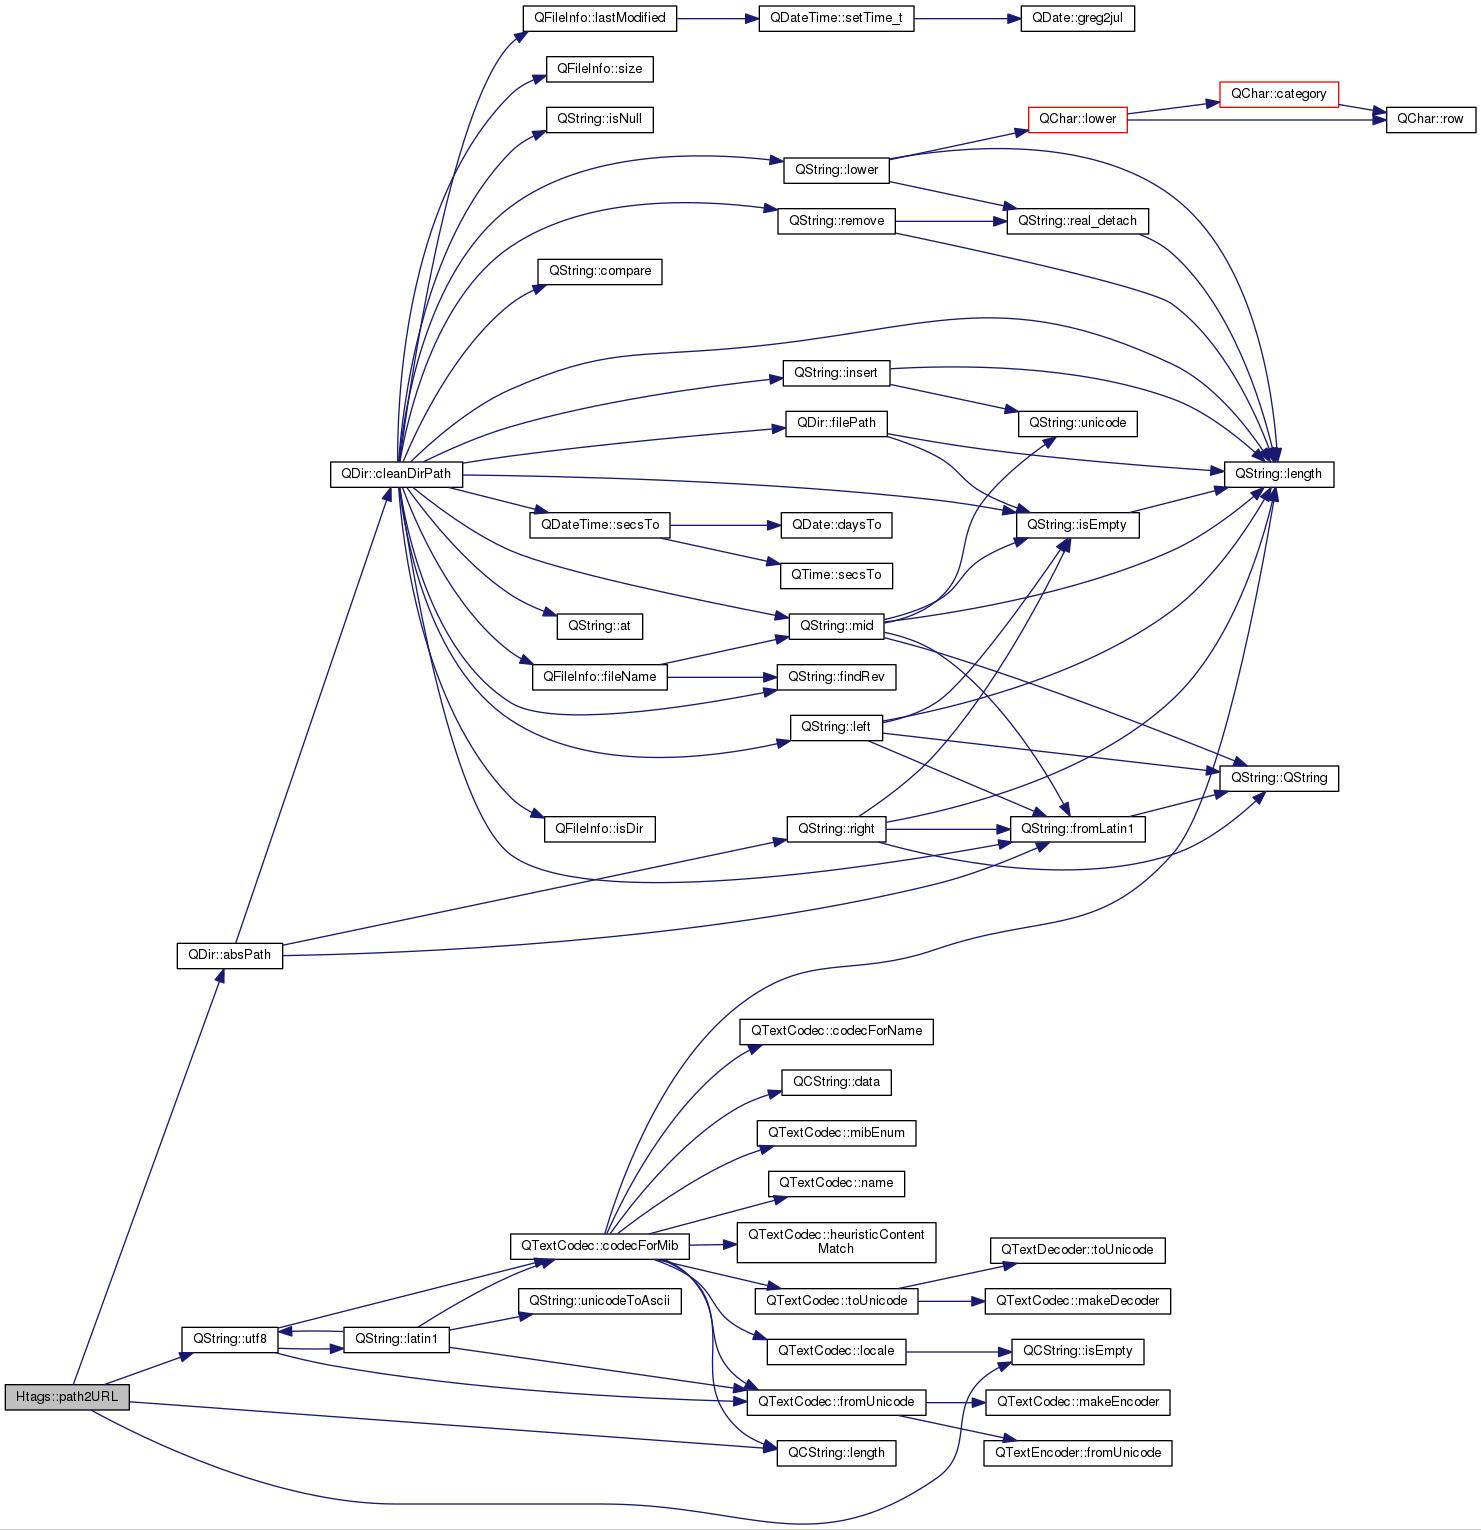 QFileInfo::lastModified
QDateTime::setTime_t
QDate::greg2jul
QFileInfo::size
QChar::category
QString::isNull
QChar::lower
QChar::row
QString::lower
QString::remove
QString::real_detach
QString::compare
QString::insert
QDir::filePath
QString::unicode
QDir::cleanDirPath
QString::length
QDateTime::secsTo
QDate::daysTo
QString::isEmpty
QTime::secsTo
QString::at
QString::mid
QFileInfo::fileName
QString::findRev
QString::left
QString::QString
QFileInfo::isDir
QString::right
QString::fromLatin1
QDir::absPath
QTextCodec::codecForName
QCString::data
QTextCodec::mibEnum
QTextCodec::name
QTextCodec::codecForMib
QTextCodec::heuristicContent
Match
QTextDecoder::toUnicode
QString::unicodeToAscii
QTextCodec::toUnicode
QTextCodec::makeDecoder
QString::utf8
QString::latin1
QTextCodec::locale
QCString::isEmpty
Htags::path2URL
QTextCodec::fromUnicode
QTextCodec::makeEncoder
QCString::length
QTextEncoder::fromUnicode